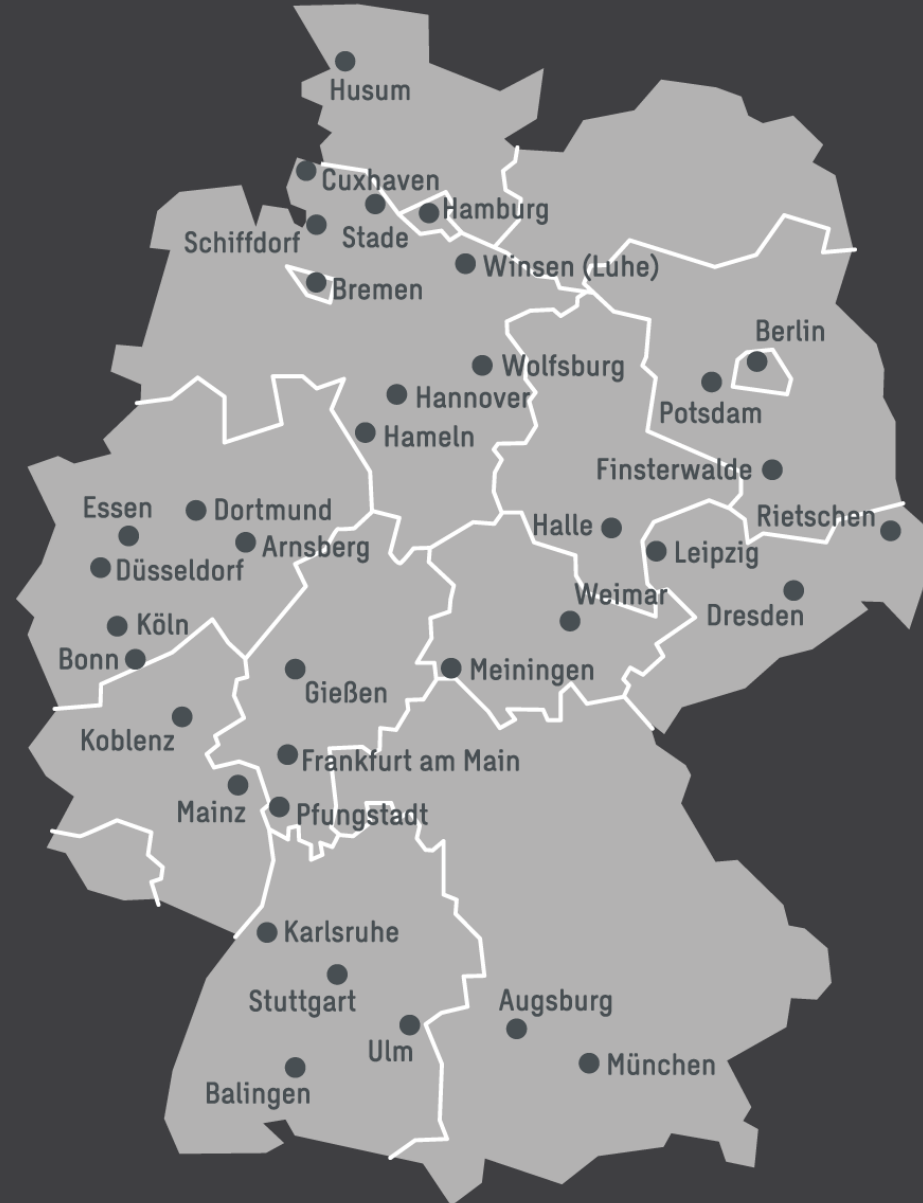 Husum
Cuxhaven
Hamburg
Stade
Schiffdorf
Winsen (Luhe)
Bremen
Berlin
Wolfsburg
Hannover
Potsdam
Hameln
Finsterwalde
Essen
Dortmund
Rietschen
Halle
Arnsberg
Leipzig
Düsseldorf
Weimar
Dresden
Köln
Bonn
Meiningen
Gießen
Koblenz
Frankfurt am Main
Mainz
Pfungstadt
Karlsruhe
Stuttgart
Augsburg
Ulm
München
Balingen